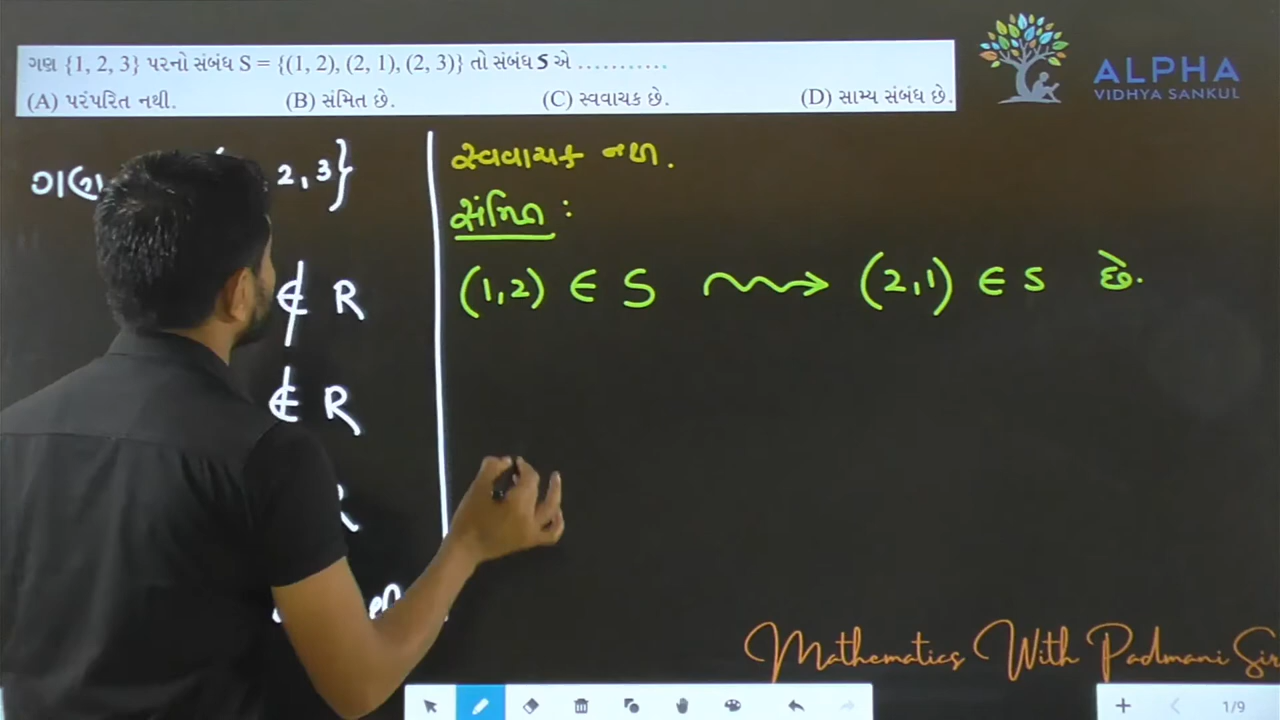 ગણ {1, 2, 3} પરનો સંબંધ S = {(1, 2), (2, 1), (2, 3)} તો સંબંધ S એ ...........
(A) પરંપરિત નથી. (B) સંમિત છે. (C) સ્વવાચક છે. (D) સામ્ય સંબંધ છે.
ALPHA
VIDHYA SANKUL
ગણ 2, 3}
∉ R
∉ R
સ્વવાચક નથી.
સંમિત :
(1,2) ∈ S ⟿ (2,1) ∈ S છે.
Mathematics With Padmani Sir
1/9